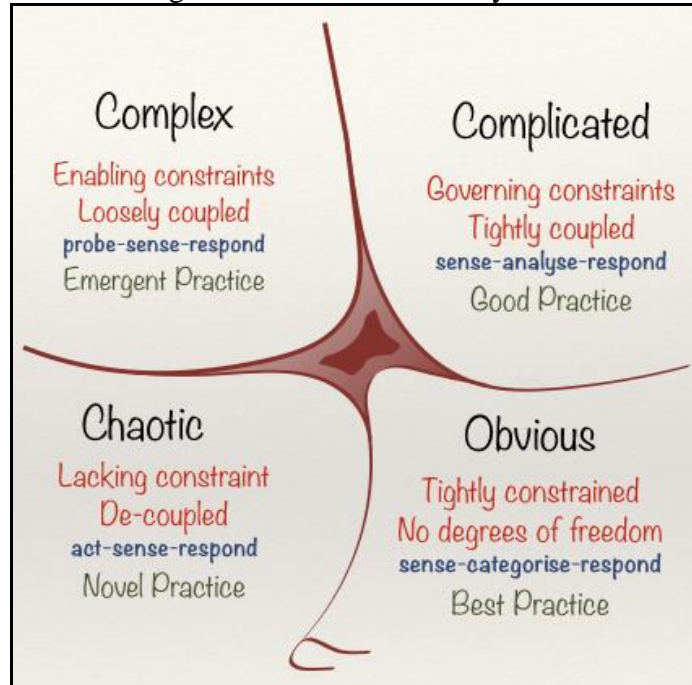 Complex
Enabling constraints
Loosely coupled
probe-sense-respond
Emergent Practice
Complicated
Governing constraints
Tightly coupled
sense-analyse-respond
Good Practice
Chaotic
Lacking constraint
De-coupled
act-sense-respond
Novel Practice
Obvious
Tightly constrained
No degrees of freedom
sense-categorise-respond
Best Practice